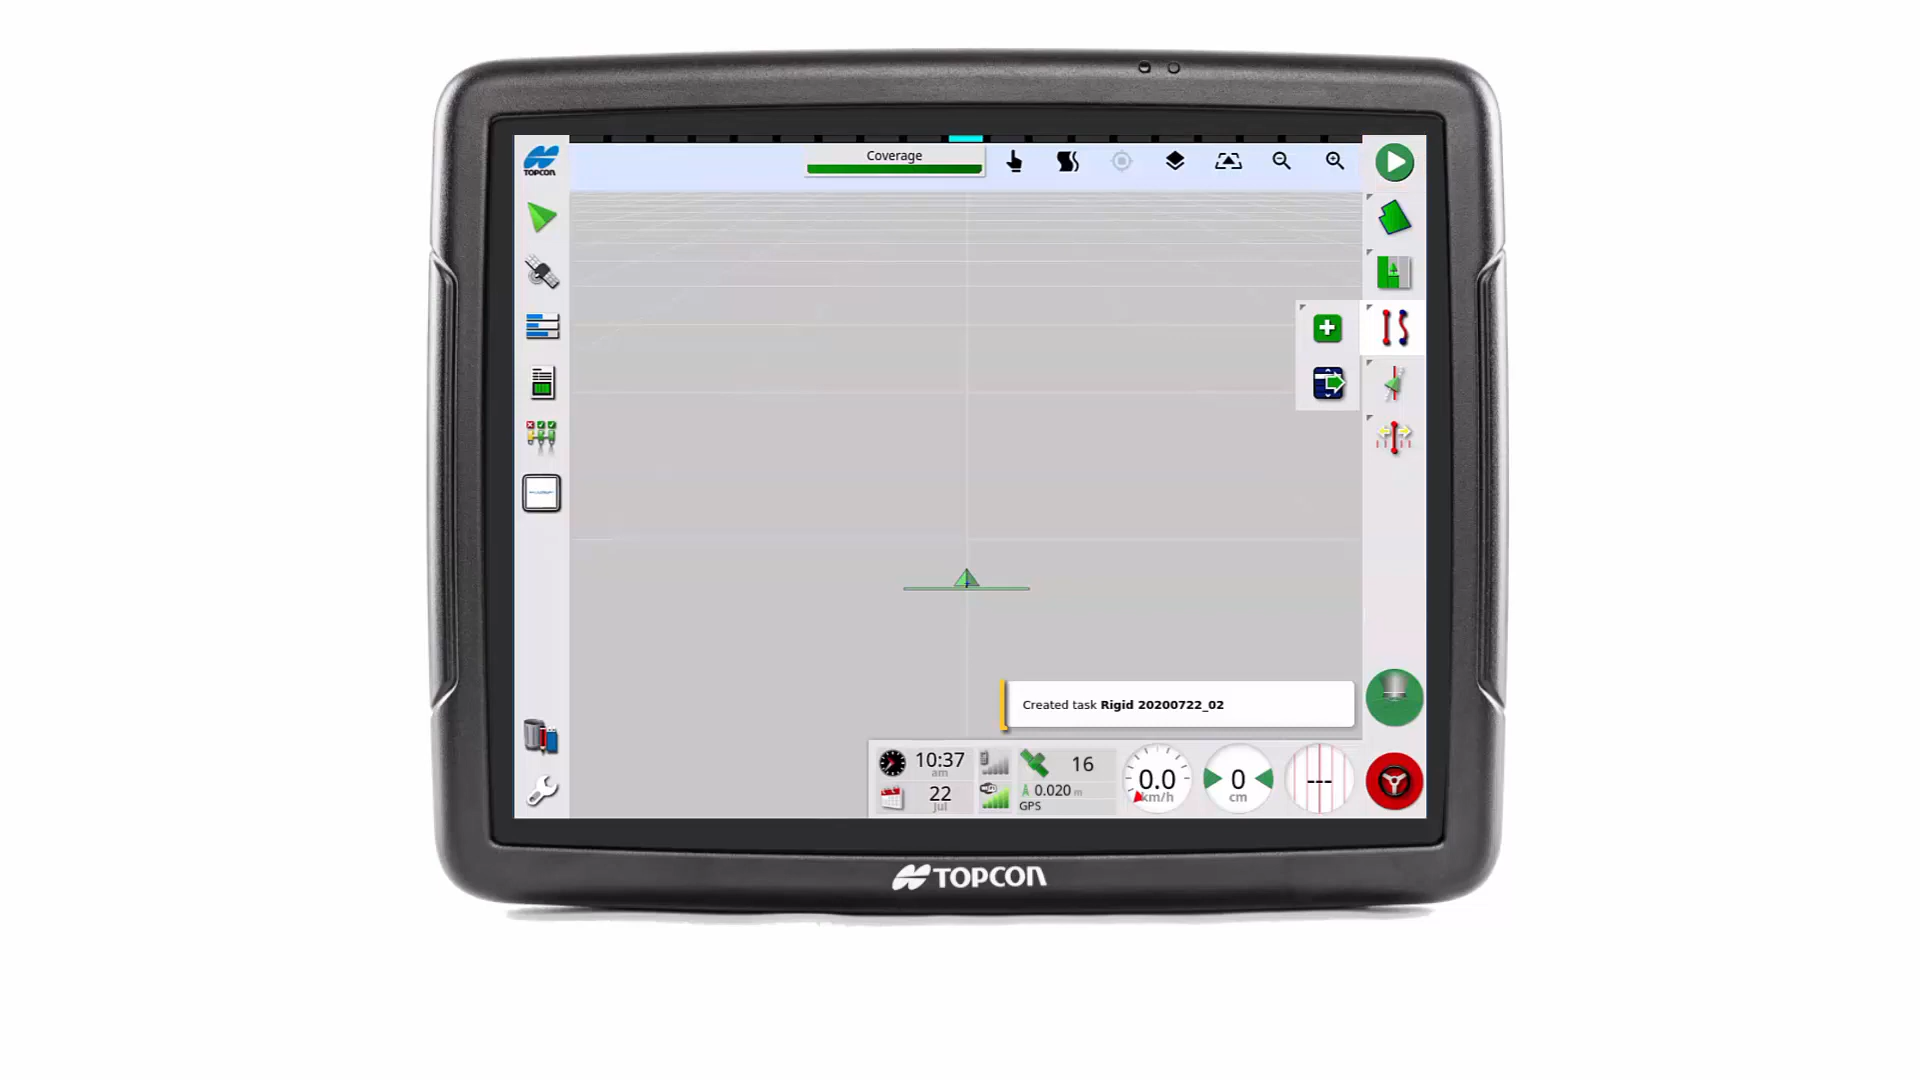 TOPCON
Coverage
Created task Rigid 20200722_02
10:37
am
22
Jul
16
0.020 m
GPS
0.0
km/h
0
cm
---
TOPCON